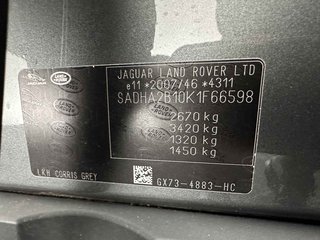 JAGUAR LAND ROVER LTD
e11*2007/46*4311
SADHA2B10K1F66598
2670 kg
3420 kg
1320 kg
1450 kg
LKH CORRIS GREY
GX73-4883-HC